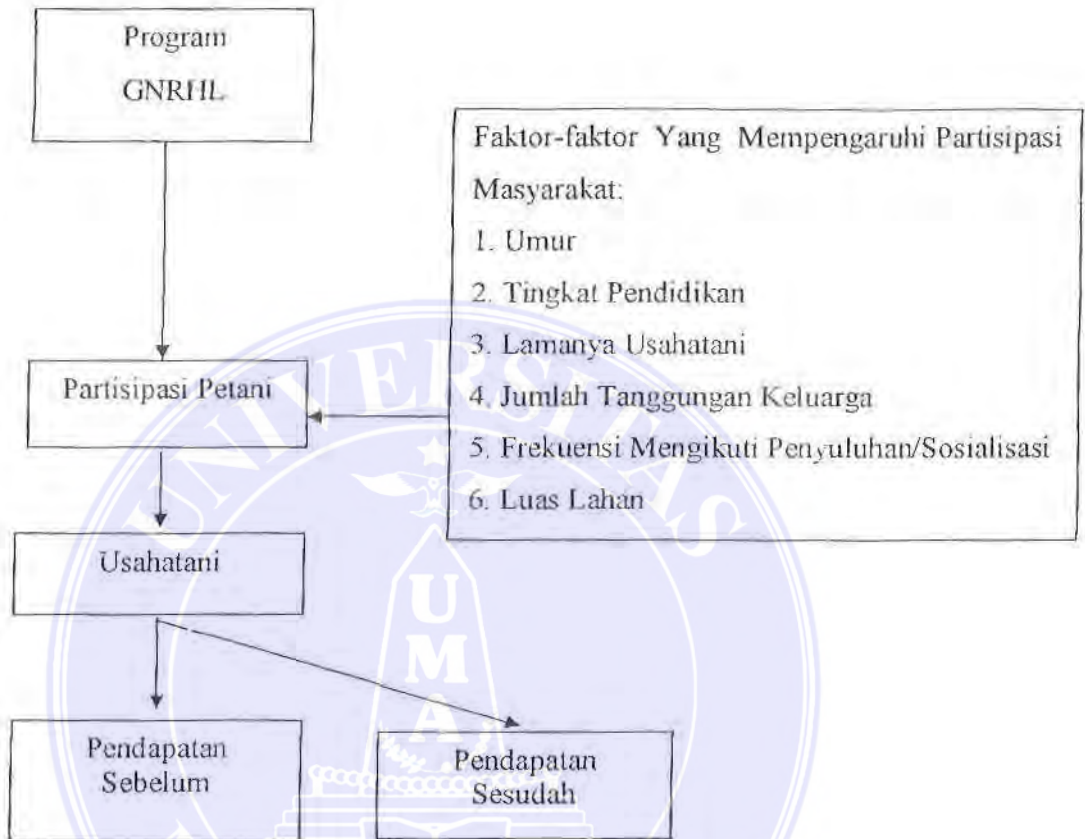 Program
GNRHL
Faktor-faktor Yang Mempengaruhi Partisipasi
Masyarakat:
1. Umur
2. Tingkat Pendidikan
3. Lamanya Usahatani
4. Jumlah Tanggungan Keluarga
5. Frekuensi Mengikuti Penyuluhan/Sosialisasi
6. Luas Lahan
Partisipasi Petani
Usahatani
Pendapatan
Sebelum
Pendapatan
Sesudah
UNIVERSITAS
U
M
A